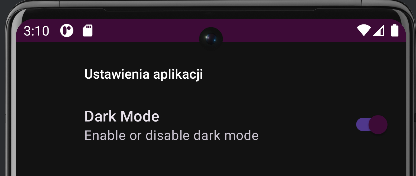 3:10
Ustawienia aplikacji
Dark Mode
Enable or disable dark mode